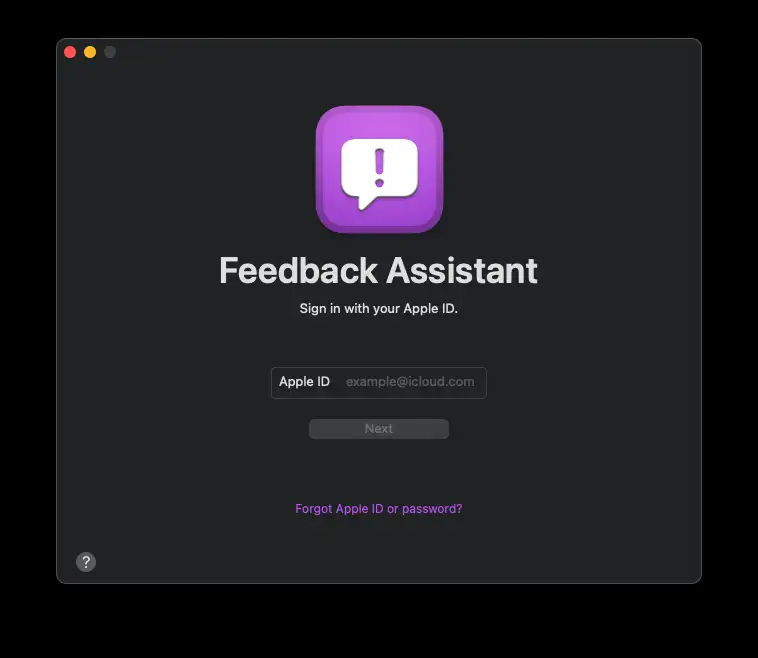 Feedback Assistant
Sign in with your Apple ID.
Apple ID example@icloud.com
Next
Forgot Apple ID or password?
?